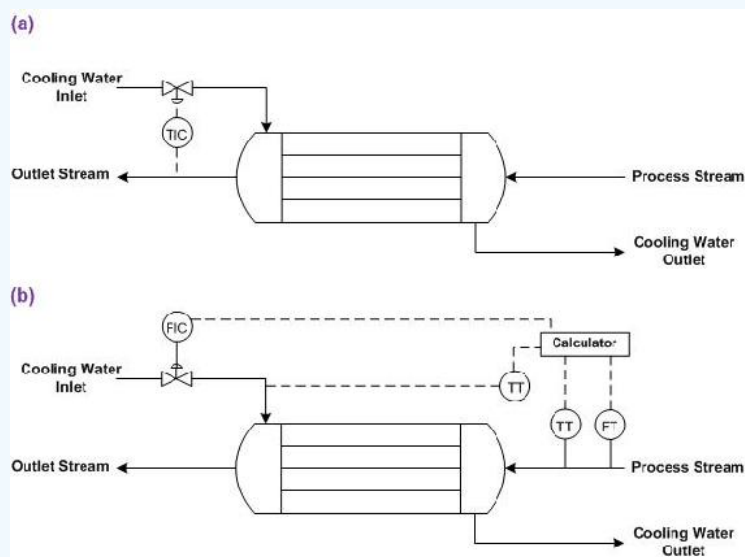 (a)
Cooling Water
Inlet
TIC
Outlet Stream
Process Stream
Cooling Water
Outlet
(b)
FIC
Calculator
Cooling Water
Inlet
TT
TT
FT
Outlet Stream
Process Stream
Cooling Water
Outlet